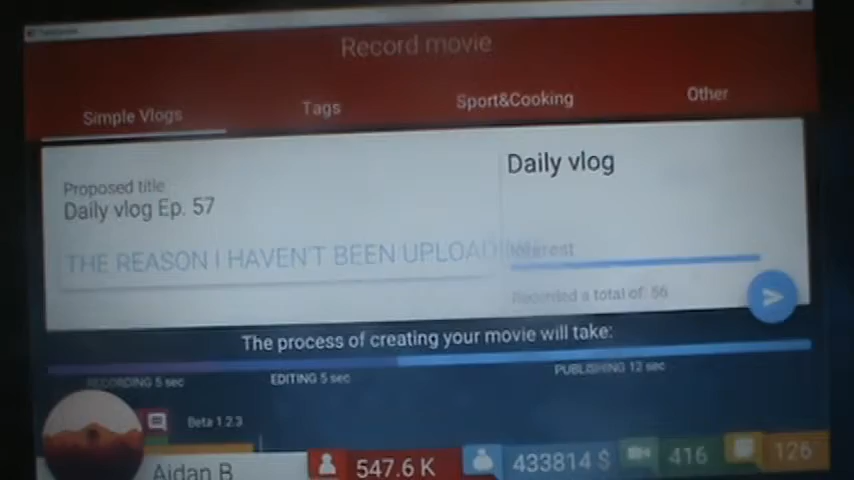 Record movie
Simple Vlogs
Tags
Sport&Cooking
Other
Proposed title
Daily vlog Ep. 57
THE REASON I HAVEN'T BEEN UPLOAD
Daily vlog
Interest
Recorded a total of: 56
The process of creating your movie will take:
RECORDING 5 sec
EDITING 5 sec
PUBLISHING 12 sec
Beta 1.2.3
Aidan B
547.6 K
433814 $
416
126